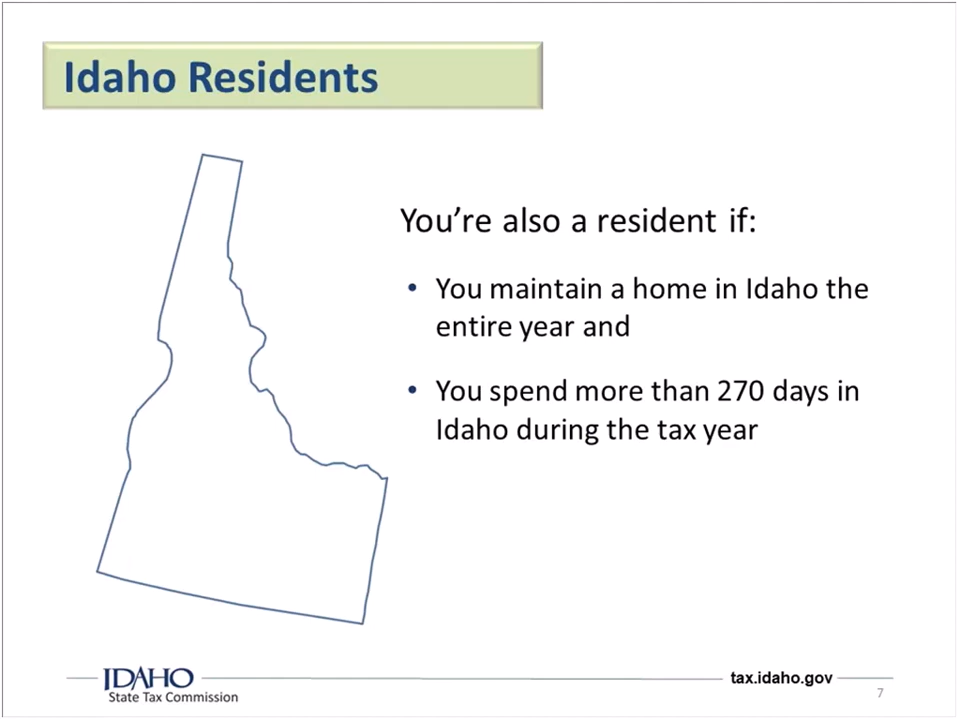 Idaho Residents
You’re also a resident if:
• You maintain a home in Idaho the
entire year and
• You spend more than 270 days in
Idaho during the tax year
IDAHO
State Tax Commission
tax.idaho.gov
7